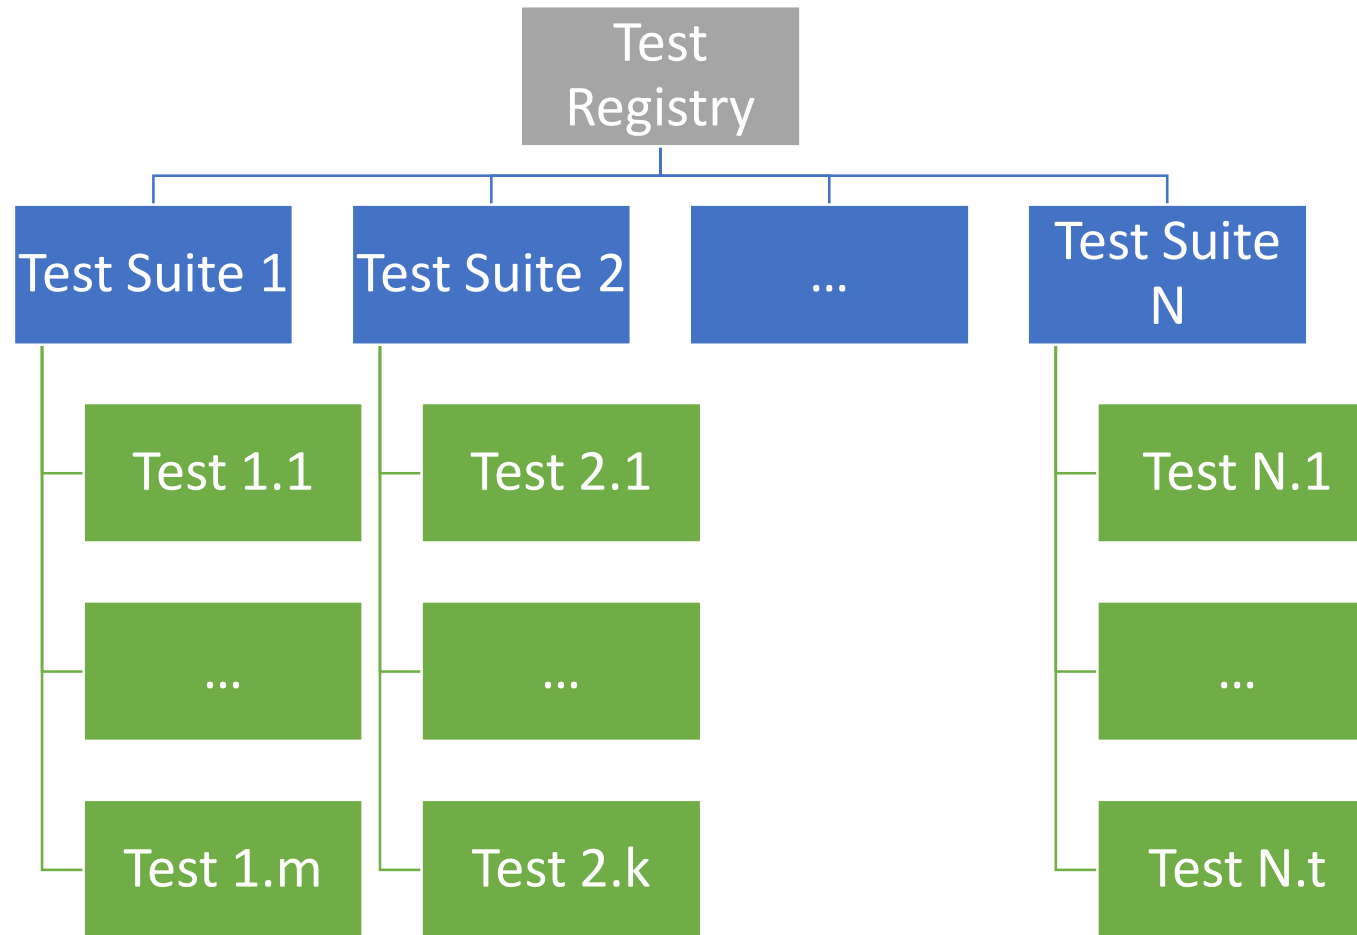 Test
Registry
Test Suite 1
Test Suite 2
...
Test Suite
N
Test 1.1
Test 2.1
Test N.1
...
...
...
Test 1.m
Test 2.k
Test N.t